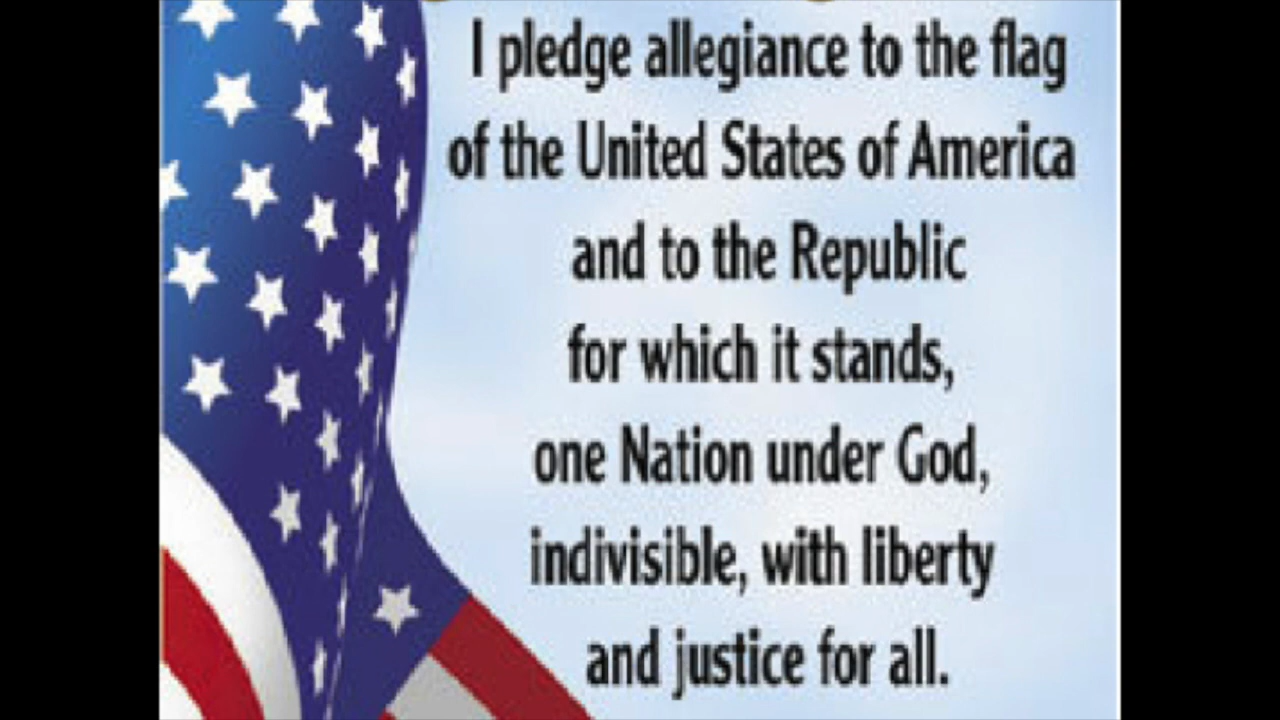 I pledge allegiance to the flag
of the United States of America
and to the Republic
for which it stands,
one Nation under God,
indivisible, with liberty
and justice for all.